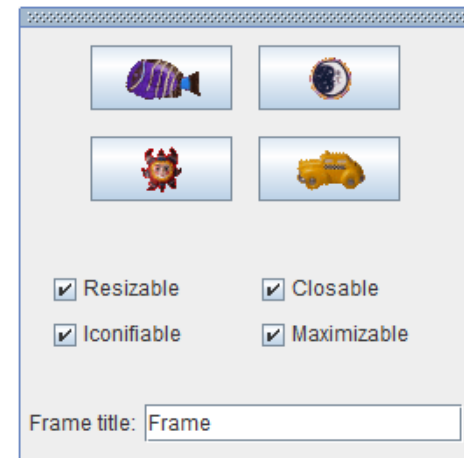 Resizable Closable
Iconifiable Maximizable
Frame title: Frame